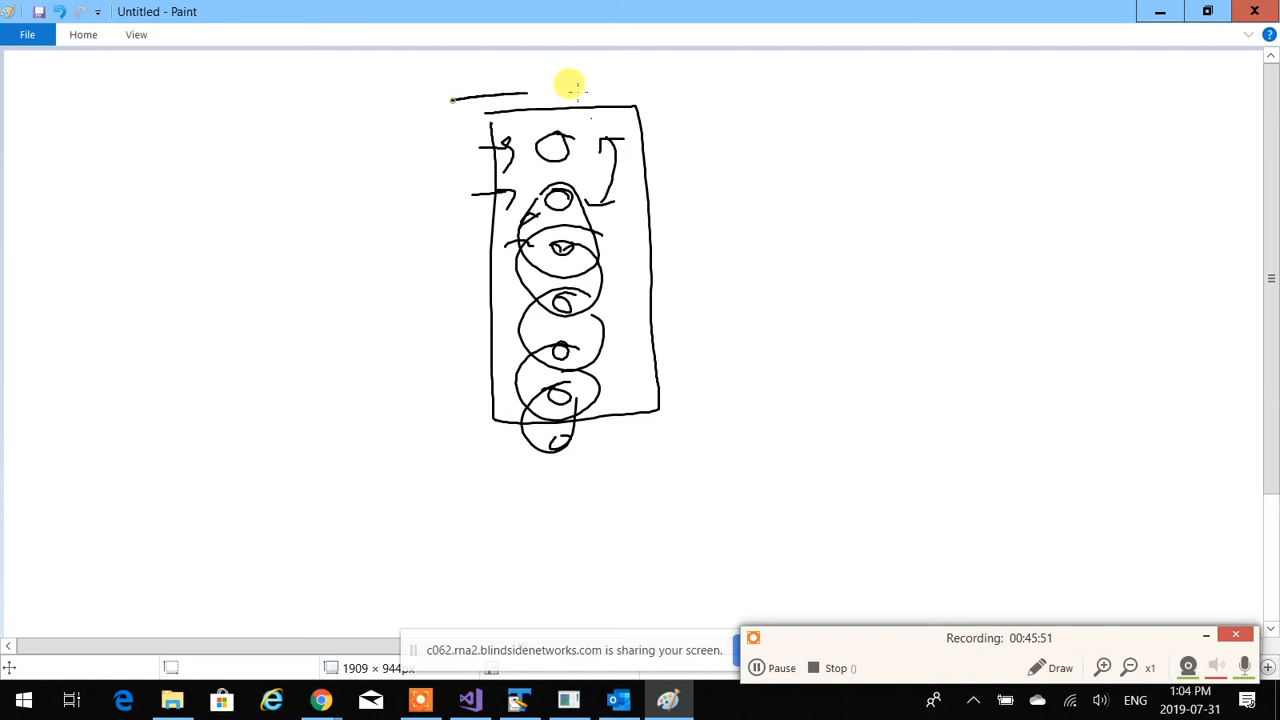 Untitled - Paint
File Home View
c062.rna2.blindsidenetworks.com is sharing your screen.
Recording: 00:45:51
Pause Stop () Draw x1
1909 × 944px
ENG
1:04 PM
2019-07-31